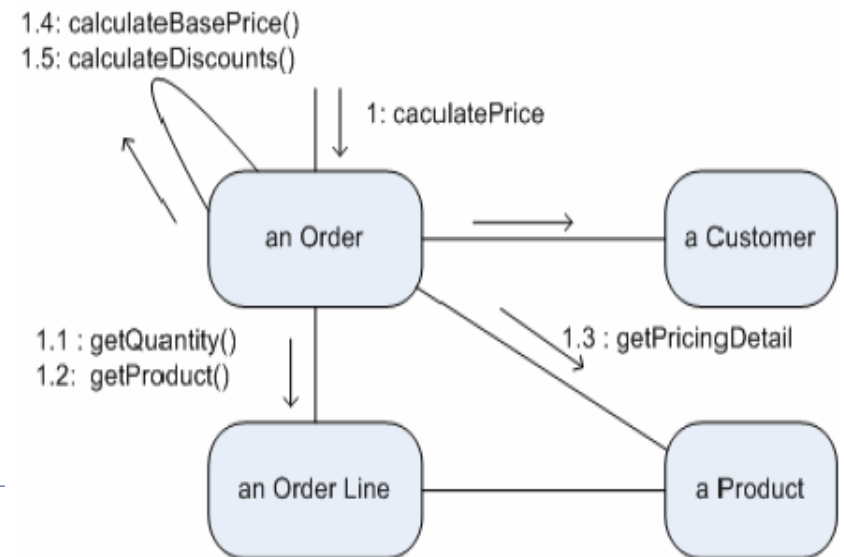 1.4: calculateBasePrice()
1.5: calculateDiscounts()
1: caculatePrice
an Order
a Customer
1.1 : getQuantity()
1.2: getProduct()
1.3 : getPricingDetail
an Order Line
a Product